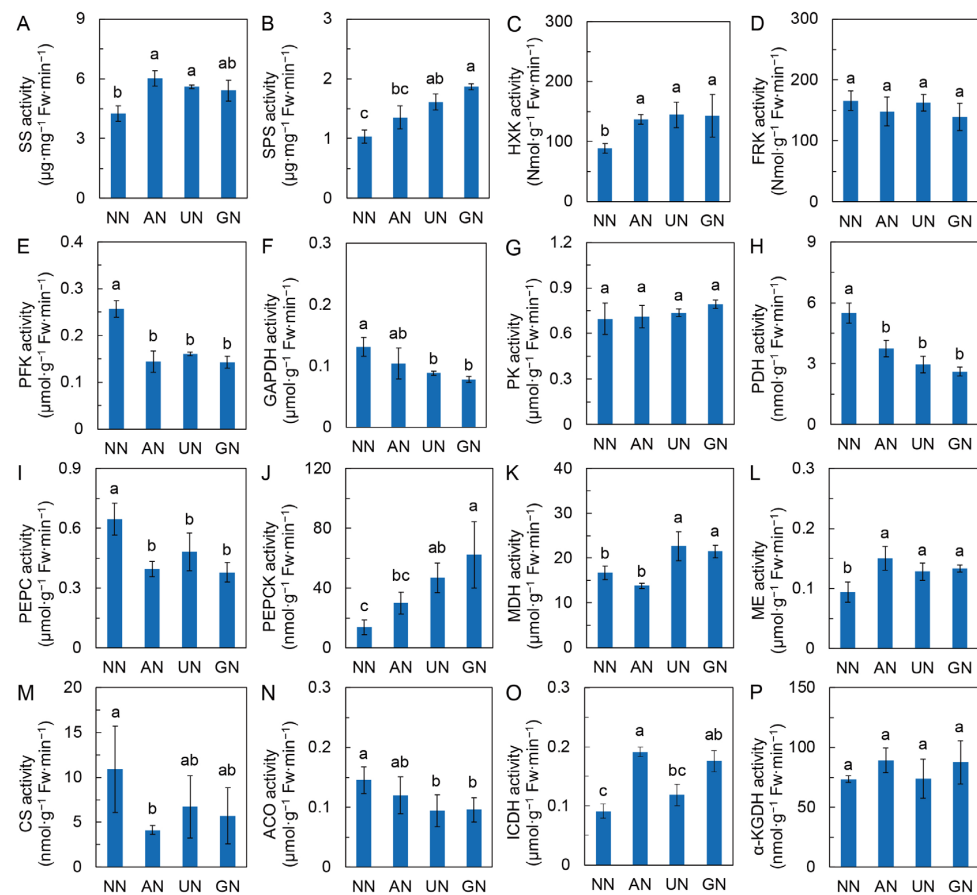 A
SS activity
(μg·mg⁻¹ Fw·min⁻¹)
9
6
3
0
b
a
a
ab
NN AN UN GN
B
SPS activity
(μg·mg⁻¹ Fw·min⁻¹)
3
2
1
0
c
bc
ab
a
NN AN UN GN
C
HXK activity
(Nmol·g⁻¹ Fw·min⁻¹)
300
200
150
100
0
b
a
a
a
NN AN UN GN
D
FRK activity
(Nmol·g⁻¹ Fw·min⁻¹)
300
200
150
100
0
a
a
a
a
NN AN UN GN
E
PFK activity
(μmol·g⁻¹ Fw·min⁻¹)
0.4
0.3
0.2
0.1
0
a
b
b
b
NN AN UN GN
F
GAPDH activity
(μmol·g⁻¹ Fw·min⁻¹)
0.3
0.2
0.1
0
a
ab
b
b
NN AN UN GN
G
PK activity
(μmol·g⁻¹ Fw·min⁻¹)
1.2
0.9
0.6
0.3
0
a
a
a
a
NN AN UN GN
H
PDH activity
(nmol·g⁻¹ Fw·min⁻¹)
9
6
3
0
a
b
b
b
NN AN UN GN
I
PEPC activity
(μmol·g⁻¹ Fw·min⁻¹)
0.9
0.6
0.3
0
a
b
b
b
NN AN UN GN
J
PEPCK activity
(nmol·g⁻¹ Fw·min⁻¹)
120
80
40
0
c
bc
ab
a
NN AN UN GN
K
MDH activity
(μmol·g⁻¹ Fw·min⁻¹)
40
30
20
10
0
b
b
a
a
NN AN UN GN
L
ME activity
(μmol·g⁻¹ Fw·min⁻¹)
0.3
0.2
0.1
0
b
a
a
a
NN AN UN GN
M
CS activity
(nmol·g⁻¹ Fw·min⁻¹)
20
15
10
5
0
a
b
ab
ab
NN AN UN GN
N
ACO activity
(μmol·g⁻¹ Fw·min⁻¹)
0.3
0.2
0.1
0
a
ab
b
b
NN AN UN GN
O
ICDH activity
(μmol·g⁻¹ Fw·min⁻¹)
0.3
0.2
0.1
0
c
a
bc
ab
NN AN UN GN
P
α-KGDH activity
(nmol·g⁻¹ Fw·min⁻¹)
150
100
75
50
0
a
a
a
a
NN AN UN GN